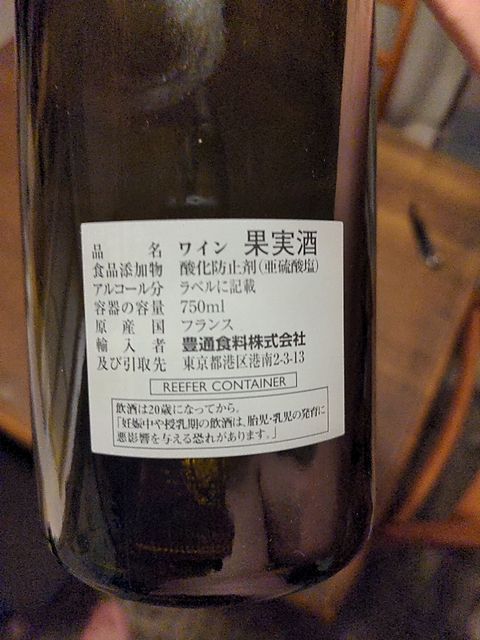 品名 ワイン 果実酒
食品添加物 酸化防止剤(亜硫酸塩)
アルコール分 ラベルに記載
容器の容量 750ml
原産国 フランス
輸入者 豊通食料株式会社
及び引取先 東京都港区港南2-3-13
REEFER CONTAINER
飲酒は20歳になってから。
「妊娠中や授乳期の飲酒は、胎児・乳児の発育に
悪影響を与える恐れがあります。」